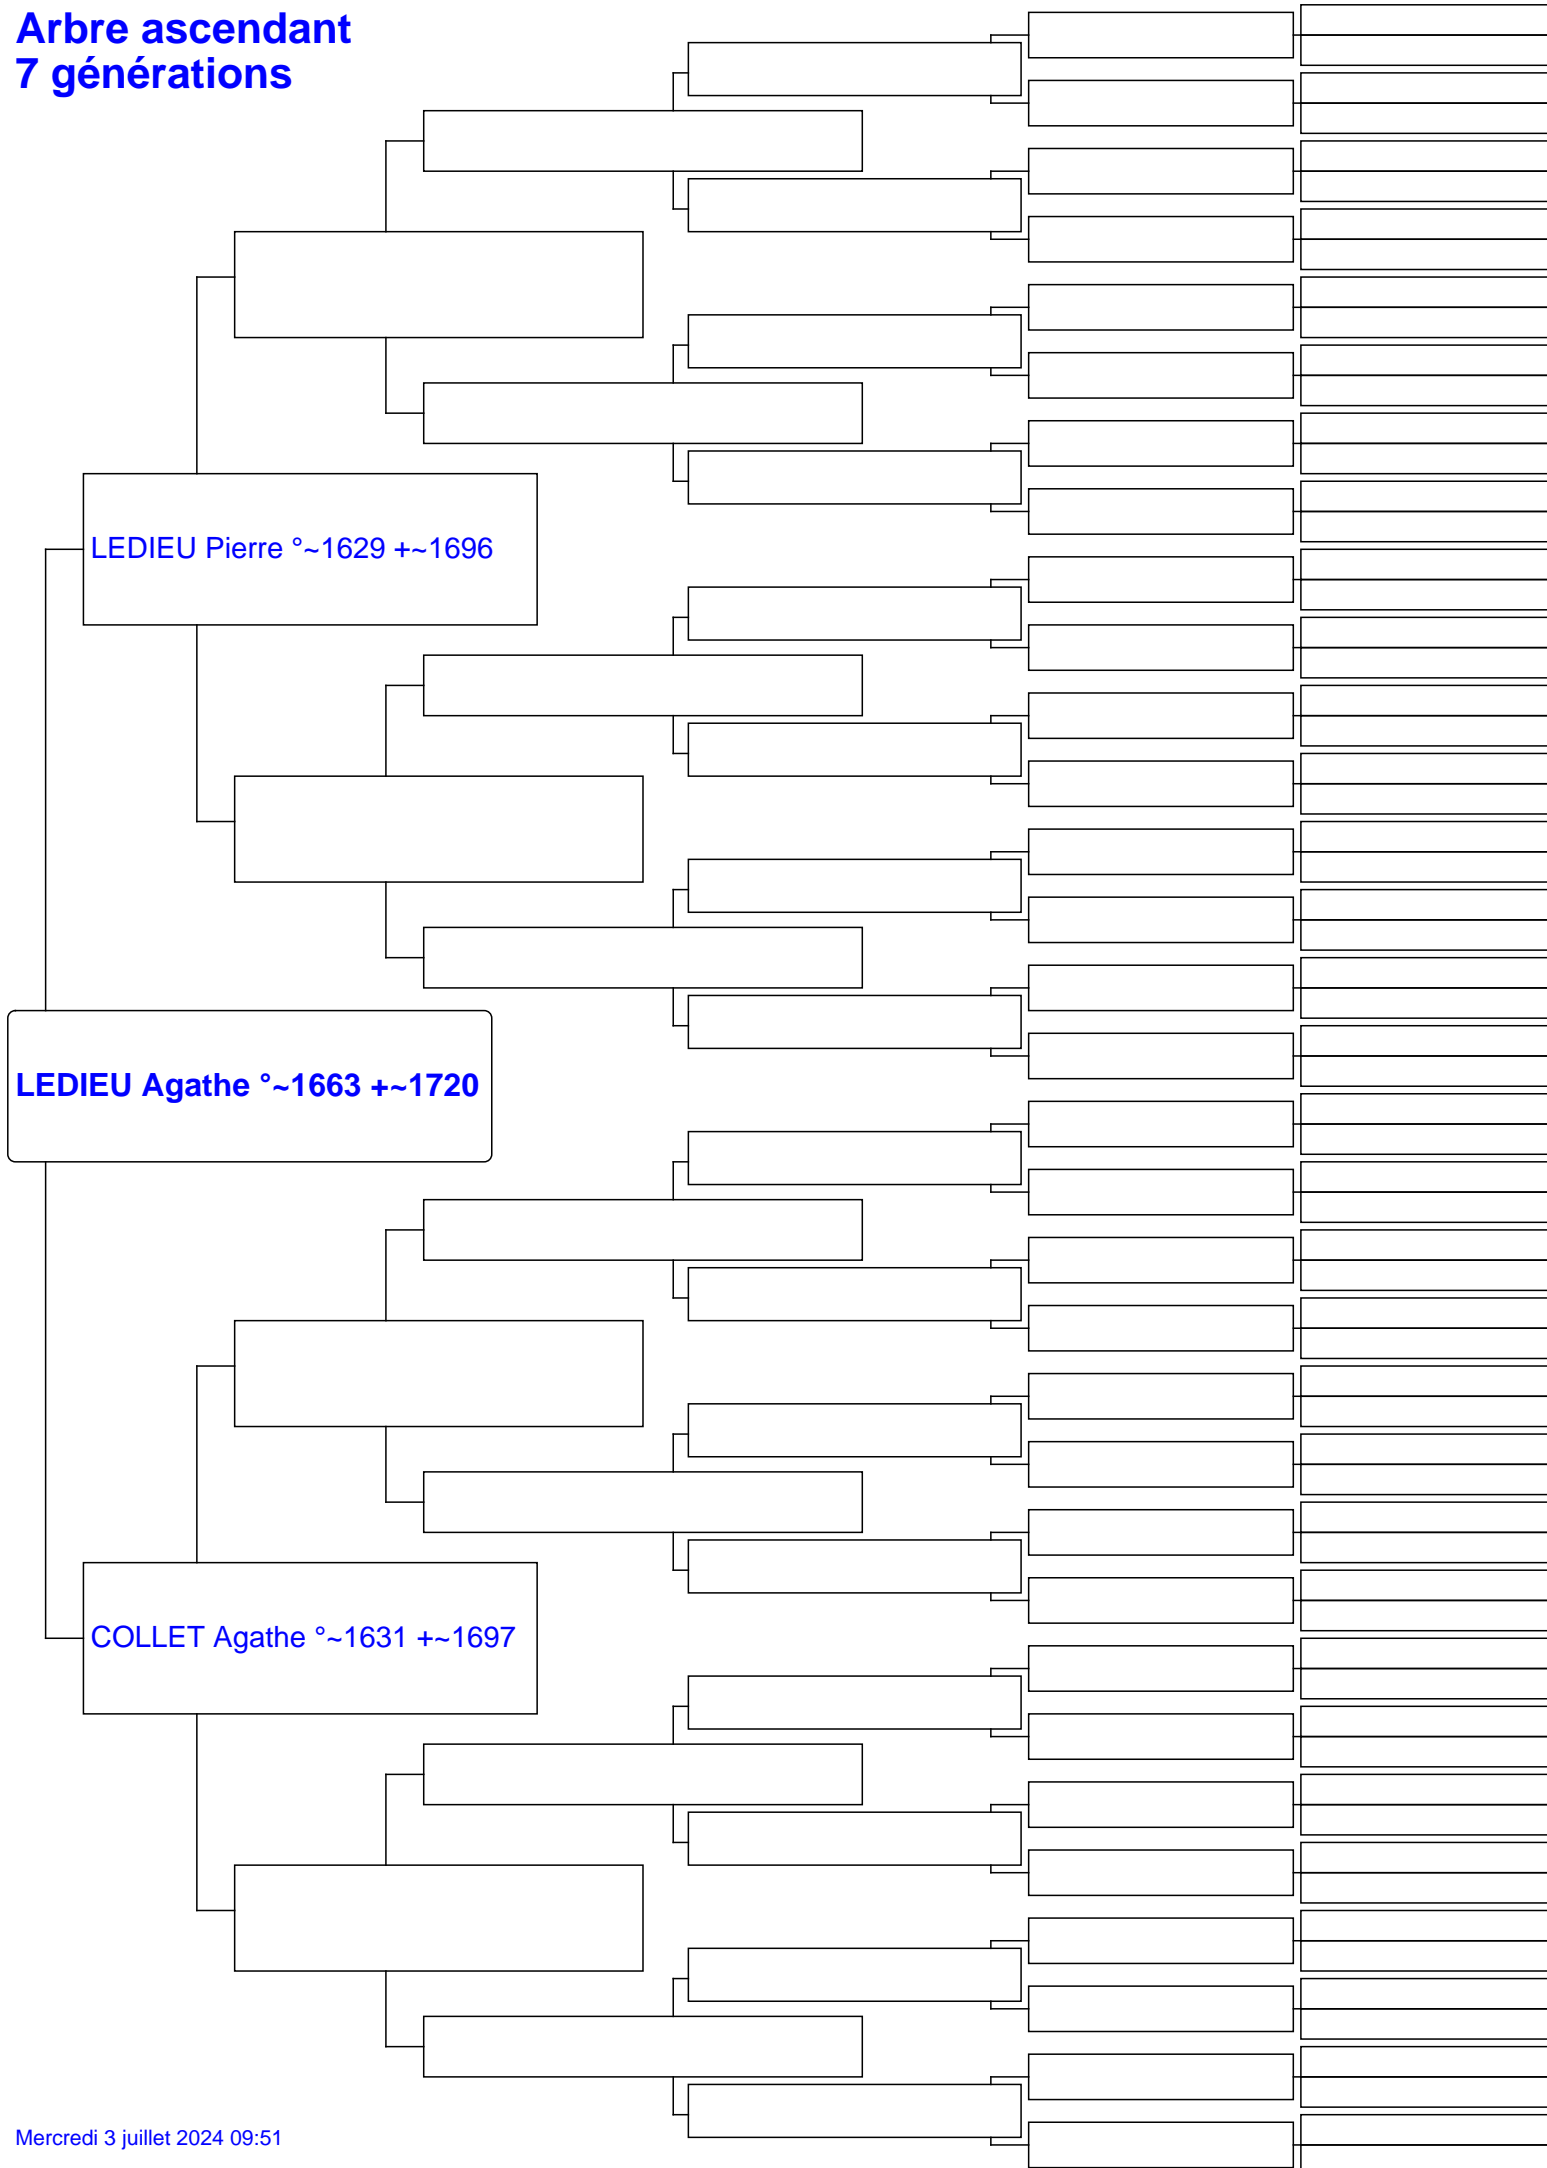 Arbre ascendant
7 générations
LEDIEU Pierre °~1629 +~1696
LEDIEU Agathe °~1663 +~1720
COLLET Agathe °~1631 +~1697
Mercredi 3 juillet 2024 09:51